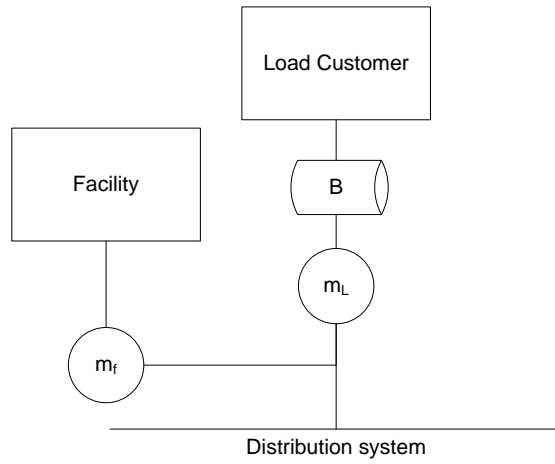 Load Customer
Facility
B
mL
mf
Distribution system